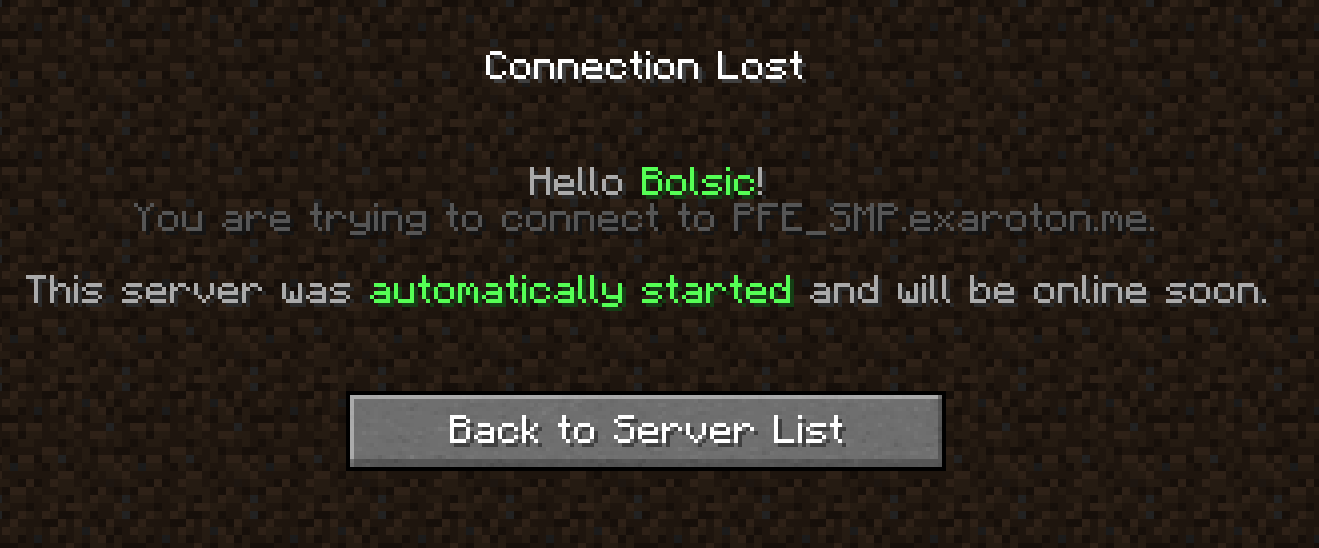 Connection Lost
Hello Bolsic!
You are trying to connect to PFE_SMP.exaroton.me.
This server was automatically started and will be online soon.
Back to Server List